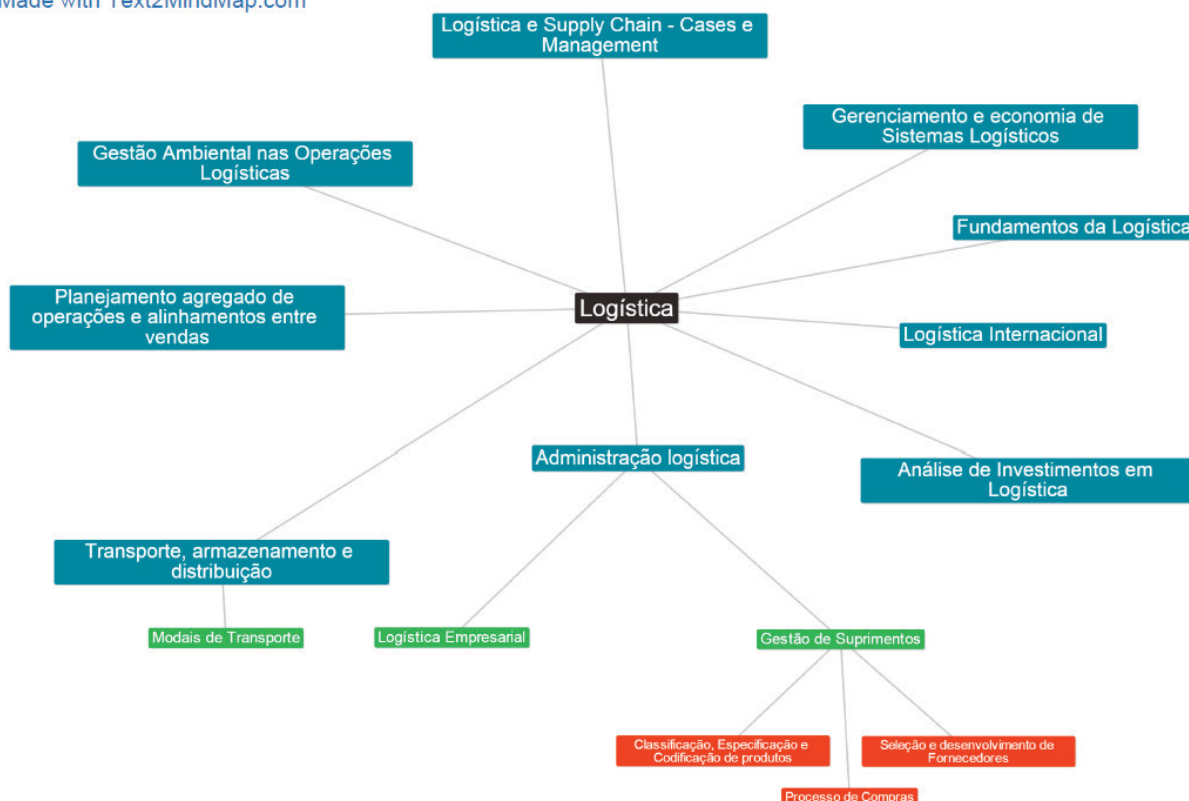 Made with Text2MindMap.com
Logística e Supply Chain - Cases e
Management
Gerenciamento e economia de
Sistemas Logísticos
Gestão Ambiental nas Operações
Logísticas
Fundamentos da Logística
Planejamento agregado de
operações e alinhamentos entre
vendas
Logística
Logística Internacional
Administração logística
Análise de Investimentos em
Logística
Transporte, armazenamento e
distribuição
Modais de Transporte
Logística Empresarial
Gestão de Suprimentos
Classificação, Especificação e
Codificação de produtos
Seleção e desenvolvimento de
Fornecedores
Processo de Compras